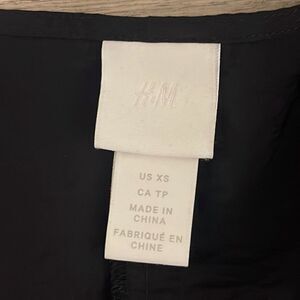 H&M
US XS
CA TP
MADE IN
CHINA
FABRIQUÉ EN
CHINE